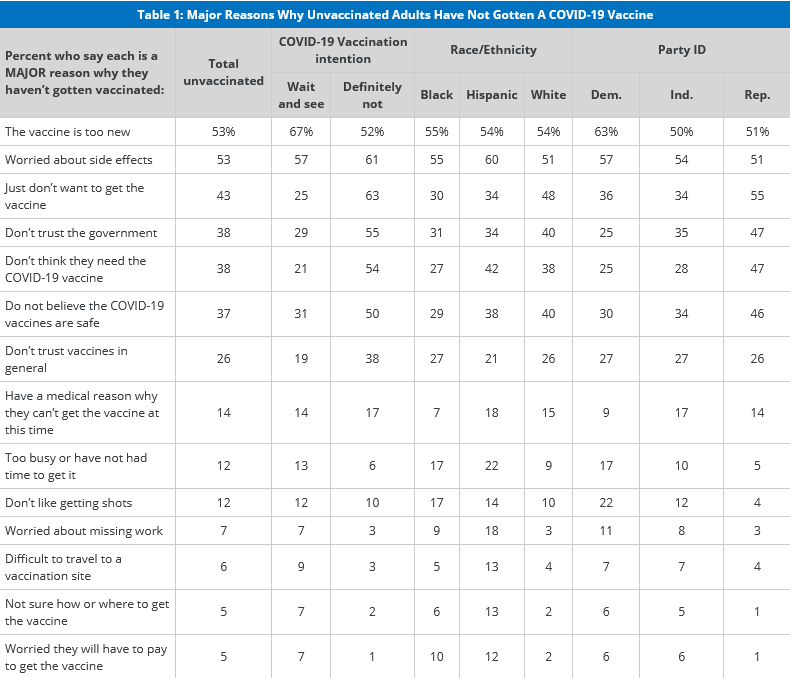 Table 1: Major Reasons Why Unvaccinated Adults Have Not Gotten A COVID-19 Vaccine
Percent who say each is a
MAJOR reason why they
haven't gotten vaccinated:
Total
unvaccinated
COVID-19 Vaccination
intention
Race/Ethnicity
Party ID
Wait
and see
Definitely
not
Black
Hispanic
White
Dem.
Ind.
Rep.
The vaccine is too new 53% 67% 52% 55% 54% 54% 63% 50% 51%
Worried about side effects 53 57 61 55 60 51 57 54 51
Just don't want to get the
vaccine
43 25 63 30 34 48 36 34 55
Don't trust the government 38 29 55 31 34 40 25 35 47
Don't think they need the
COVID-19 vaccine
38 21 54 27 42 38 25 28 47
Do not believe the COVID-19
vaccines are safe
37 31 50 29 38 40 30 34 46
Don't trust vaccines in
general
26 19 38 27 21 26 27 27 26
Have a medical reason why
they can't get the vaccine at
this time
14 14 17 7 18 15 9 17 14
Too busy or have not had
time to get it
12 13 6 17 22 9 17 10 5
Don't like getting shots 12 12 10 17 14 10 22 12 4
Worried about missing work 7 7 3 9 18 3 11 8 3
Difficult to travel to a
vaccination site
6 9 3 5 13 4 7 7 4
Not sure how or where to get
the vaccine
5 7 2 6 13 2 6 5 1
Worried they will have to pay
to get the vaccine
5 7 1 10 12 2 6 6 1